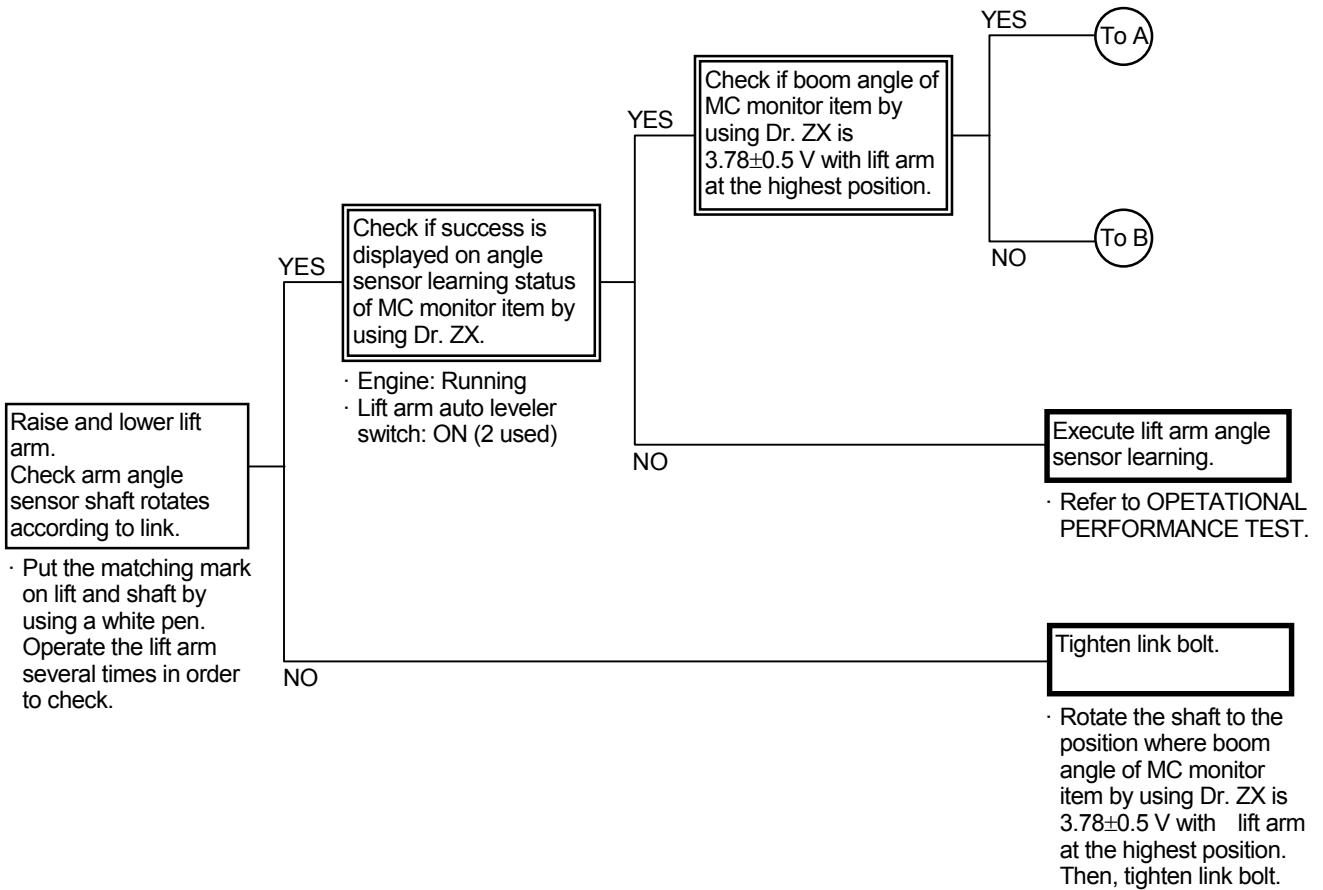 YES
To A
Check if boom angle of
MC monitor item by
using Dr. ZX is
3.78±0.5 V with lift arm
at the highest position.
YES
To B
NO
Check if success is
displayed on angle
sensor learning status
of MC monitor item by
using Dr. ZX.
YES
· Engine: Running
· Lift arm auto leveler
switch: ON (2 used)
Raise and lower lift
arm.
Check arm angle
sensor shaft rotates
according to link.
· Put the matching mark
on lift and shaft by
using a white pen.
Operate the lift arm
several times in order
to check.
NO
Execute lift arm angle
sensor learning.
· Refer to OPETATIONAL
PERFORMANCE TEST.
NO
Tighten link bolt.
· Rotate the shaft to the
position where boom
angle of MC monitor
item by using Dr. ZX is
3.78±0.5 V with lift arm
at the highest position.
Then, tighten link bolt.